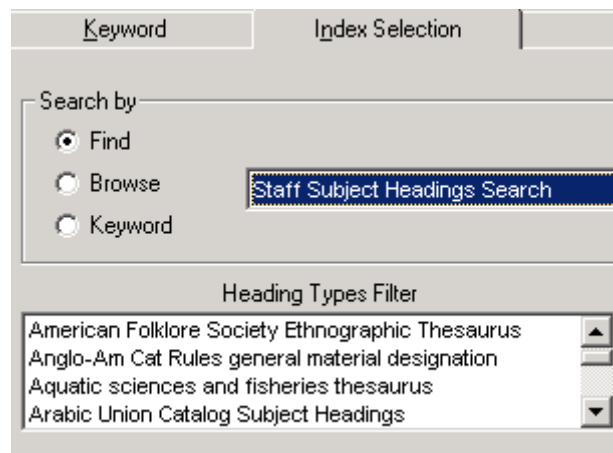 Keyword
Index Selection
Search by
Find
Browse
Staff Subject Headings Search
Keyword
Heading Types Filter
American Folklore Society Ethnographic Thesaurus
Anglo-Am Cat Rules general material designation
Aquatic sciences and fisheries thesaurus
Arabic Union Catalog Subject Headings